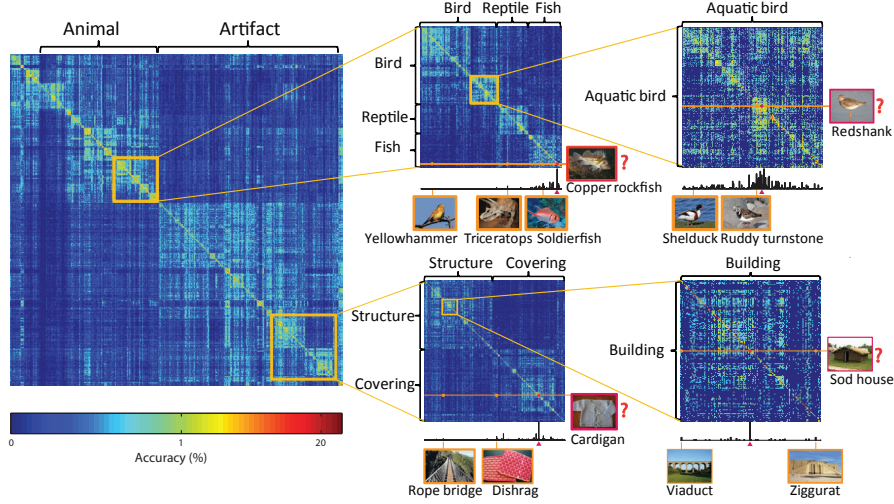 Animal Artifact
Bird Reptile Fish
Bird
Reptile
Fish
?
Copper rockfish
Yellowhammer Triceratops Soldierfish
Aquatic bird
Aquatic bird
?
Redshank
Shelduck Ruddy turnstone
Structure Covering
Structure
Covering
?
Cardigan
Rope bridge Dishrag
Building
Building
?
Sod house
Viaduct Ziggurat
0 1 20
Accuracy (%)